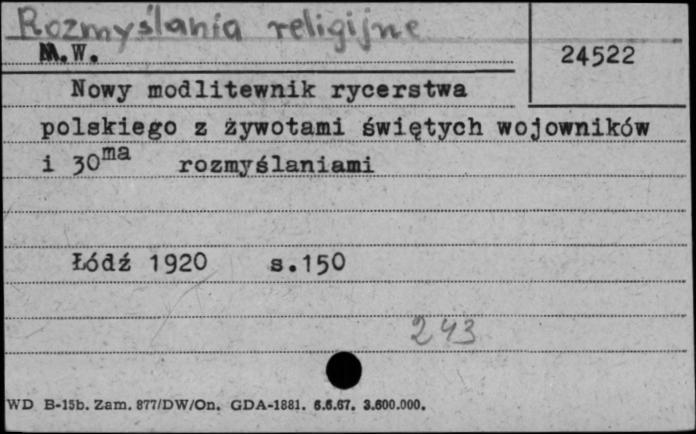 Rozmyślania religijne
M.W.
24522
Nowy modlitewnik rycerstwa
polskiego z żywotami świętych wojowników
i 30ma rozmyślaniami
Łódź 1920 s.150
243
WD B-15b. Zam. 877/DW/On. GDA-1881. 6.6.67. 3.600.000.